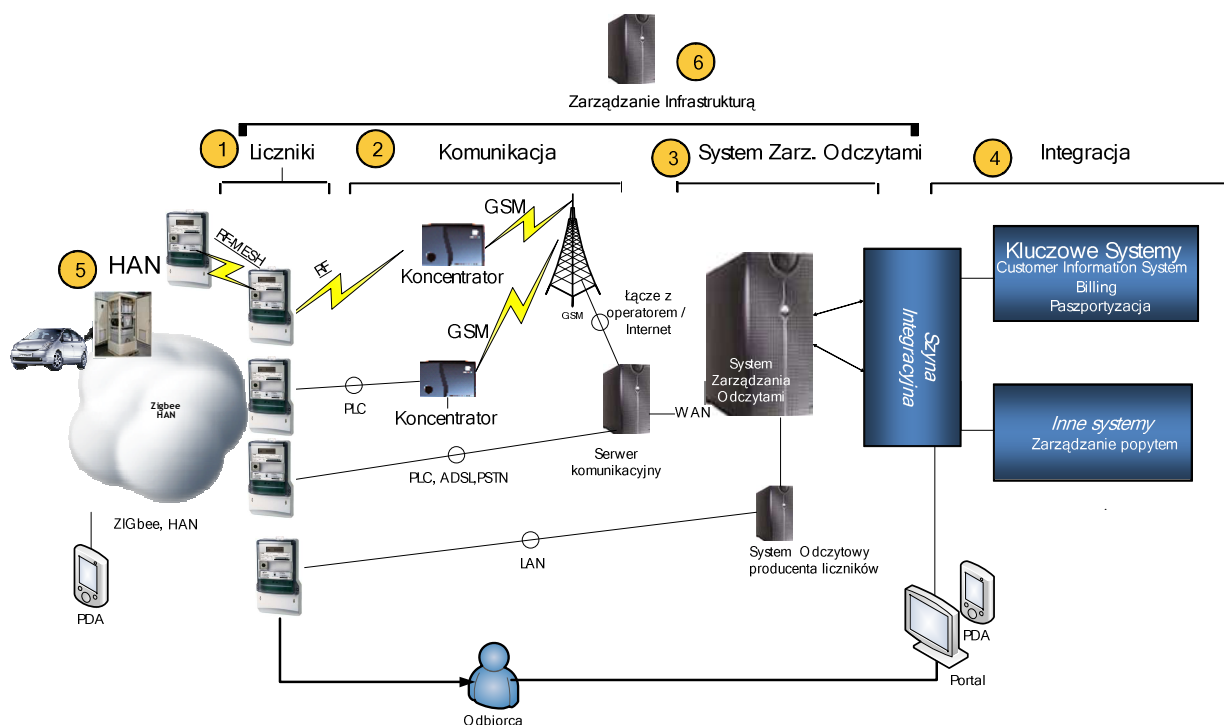 6
Zarządzanie Infrastrukturą
1
Liczniki
2
Komunikacja
3
System Zarz. Odczytami
4
Integracja
5
HAN
RF-MESH
RF
GSM
Koncentrator
GSM
GSM
Łącze z
operatorem /
Internet
Kluczowe Systemy
Customer Information System
Billing
Paszportyzacja
Szyna
Integracyjna
System
Zarządzania
Odczytami
Zigbee
HAN
PLC
Koncentrator
WAN
Inne systemy
Zarządzanie popytem
Serwer
komunikacyjny
PLC, ADSL,PSTN
ZIGbee, HAN
LAN
System Odczytowy
producenta liczników
PDA
PDA
Portal
Odbiorca